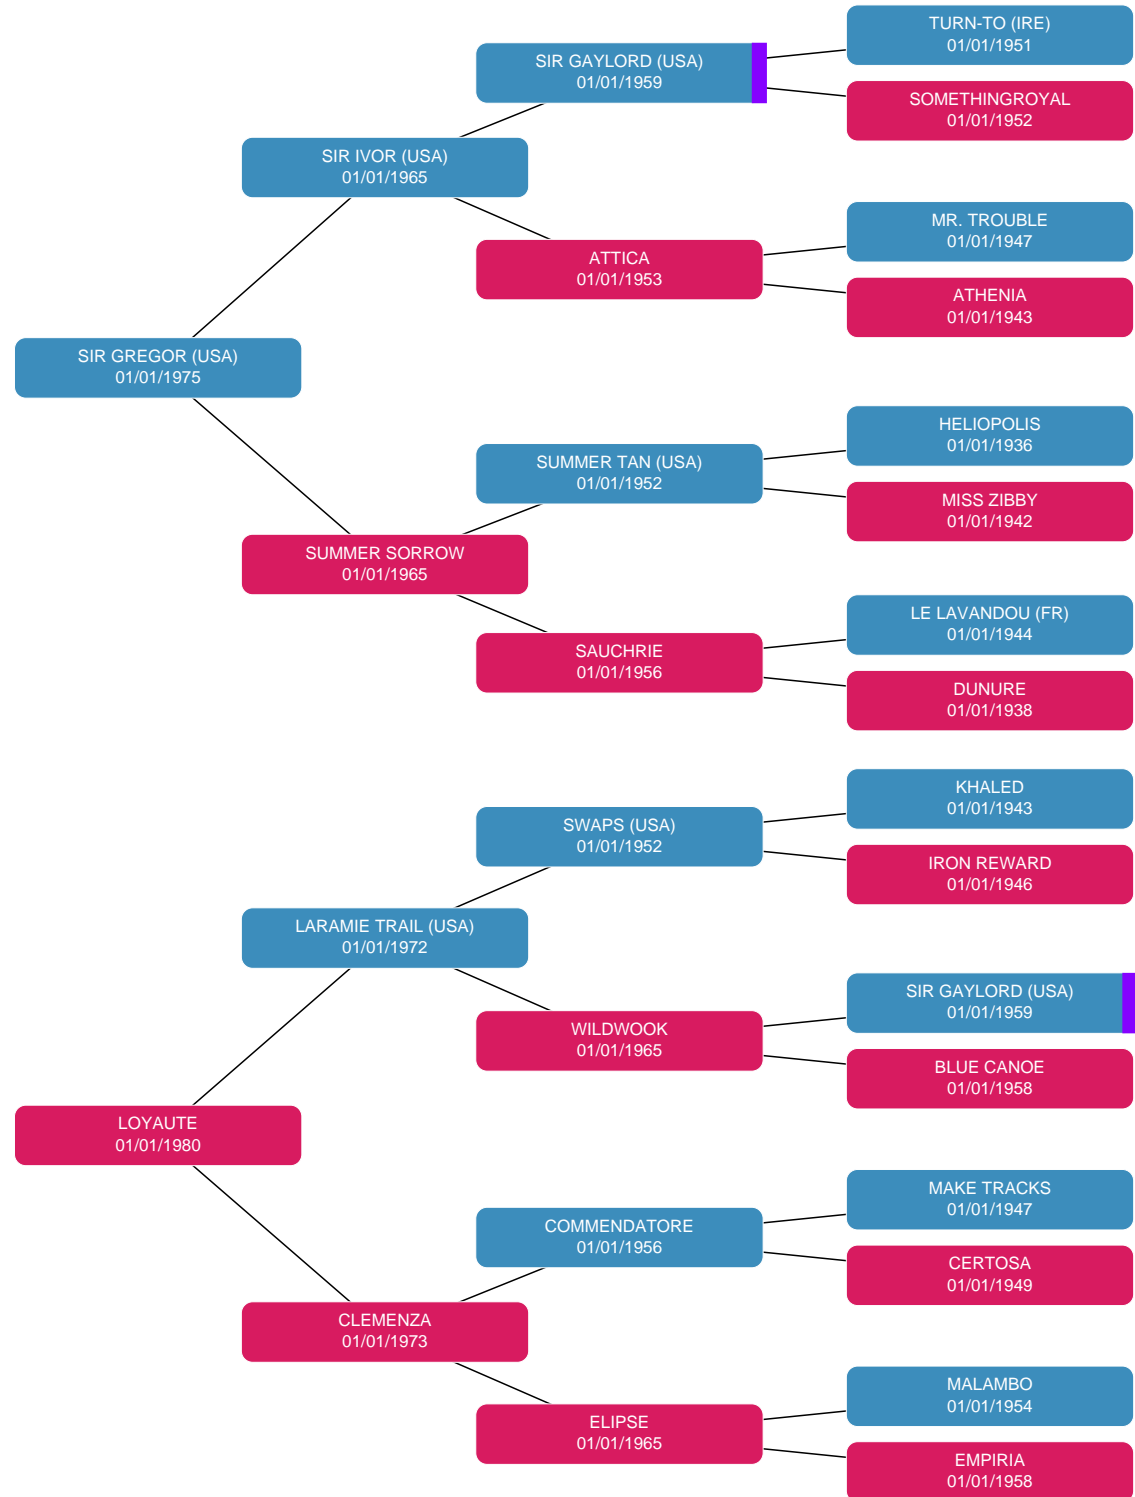 TURN-TO (IRE)
01/01/1951
SIR GAYLORD (USA)
01/01/1959
SOMETHINGROYAL
01/01/1952
SIR IVOR (USA)
01/01/1965
MR. TROUBLE
01/01/1947
ATTICA
01/01/1953
ATHENIA
01/01/1943
SIR GREGOR (USA)
01/01/1975
HELIOPOLIS
01/01/1936
SUMMER TAN (USA)
01/01/1952
MISS ZIBBY
01/01/1942
SUMMER SORROW
01/01/1965
LE LAVANDOU (FR)
01/01/1944
SAUCHRIE
01/01/1956
DUNURE
01/01/1938
KHALED
01/01/1943
SWAPS (USA)
01/01/1952
IRON REWARD
01/01/1946
LARAMIE TRAIL (USA)
01/01/1972
SIR GAYLORD (USA)
01/01/1959
WILDWOOK
01/01/1965
BLUE CANOE
01/01/1958
LOYAUTE
01/01/1980
MAKE TRACKS
01/01/1947
COMMENDATORE
01/01/1956
CERTOSA
01/01/1949
CLEMENZA
01/01/1973
MALAMBO
01/01/1954
ELIPSE
01/01/1965
EMPIRIA
01/01/1958